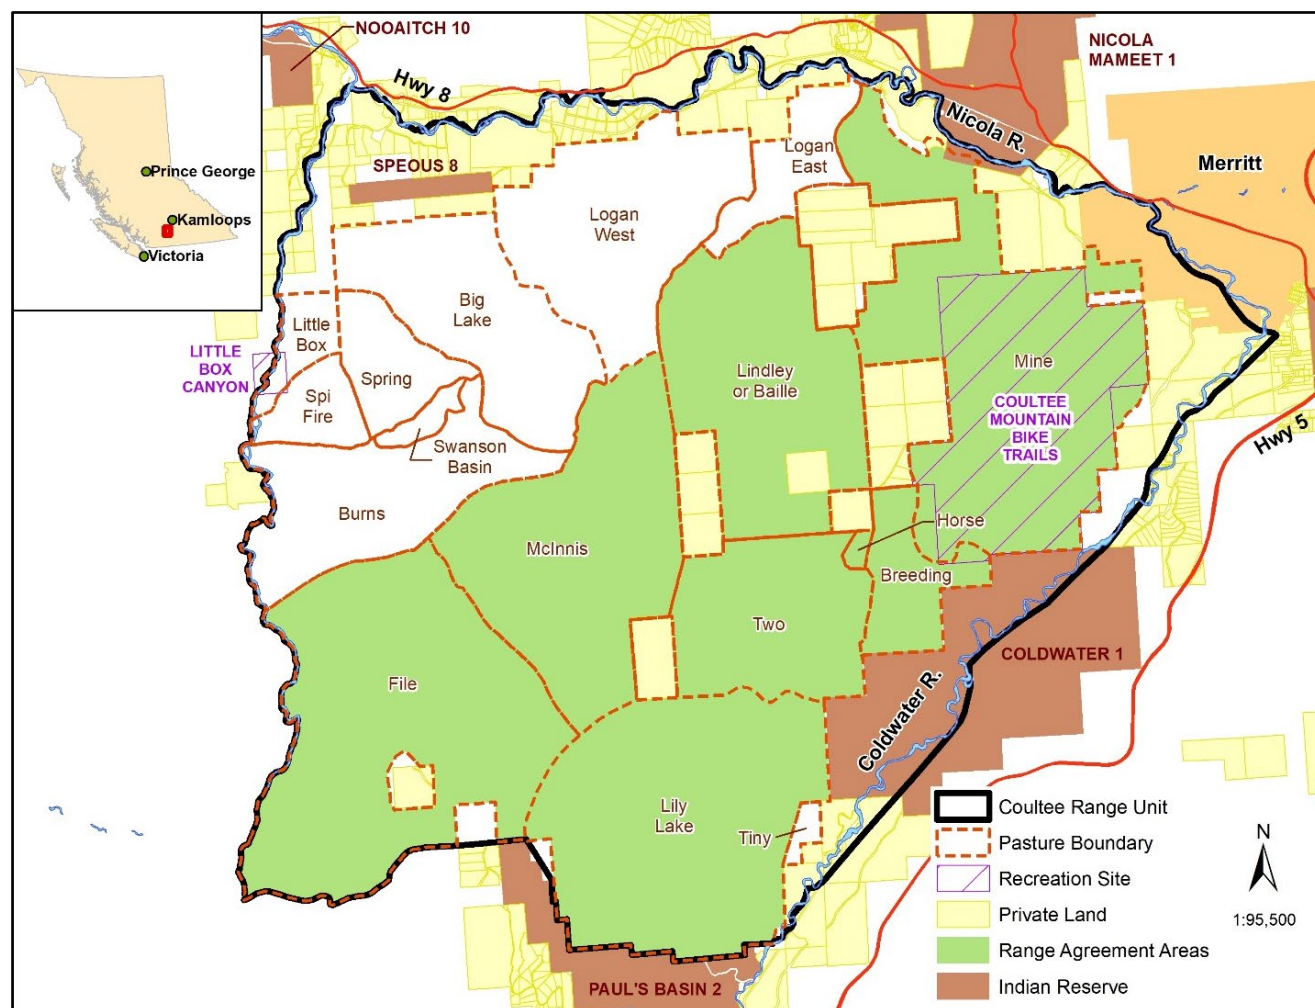 NOOAITCH 10
Hwy 8
NICOLA
MAMEET 1
Nicola R.
Merritt
Prince George
Kamloops
Victoria
SPEOUS 8
Logan
East
Logan
West
Big
Lake
Little
Box
LITTLE
BOX
CANYON
Spring
Spi
Fire
Swanson
Basin
Lindley
or Baille
Mine
COULTEE
MOUNTAIN
BIKE
TRAILS
Hwy 5
Burns
McInnis
Horse
Breeding
Two
COLDWATER 1
File
Coldwater R.
Lily
Lake
Tiny
PAUL'S BASIN 2
Coultee Range Unit
Pasture Boundary
Recreation Site
Private Land
Range Agreement Areas
Indian Reserve
N
1:95,500